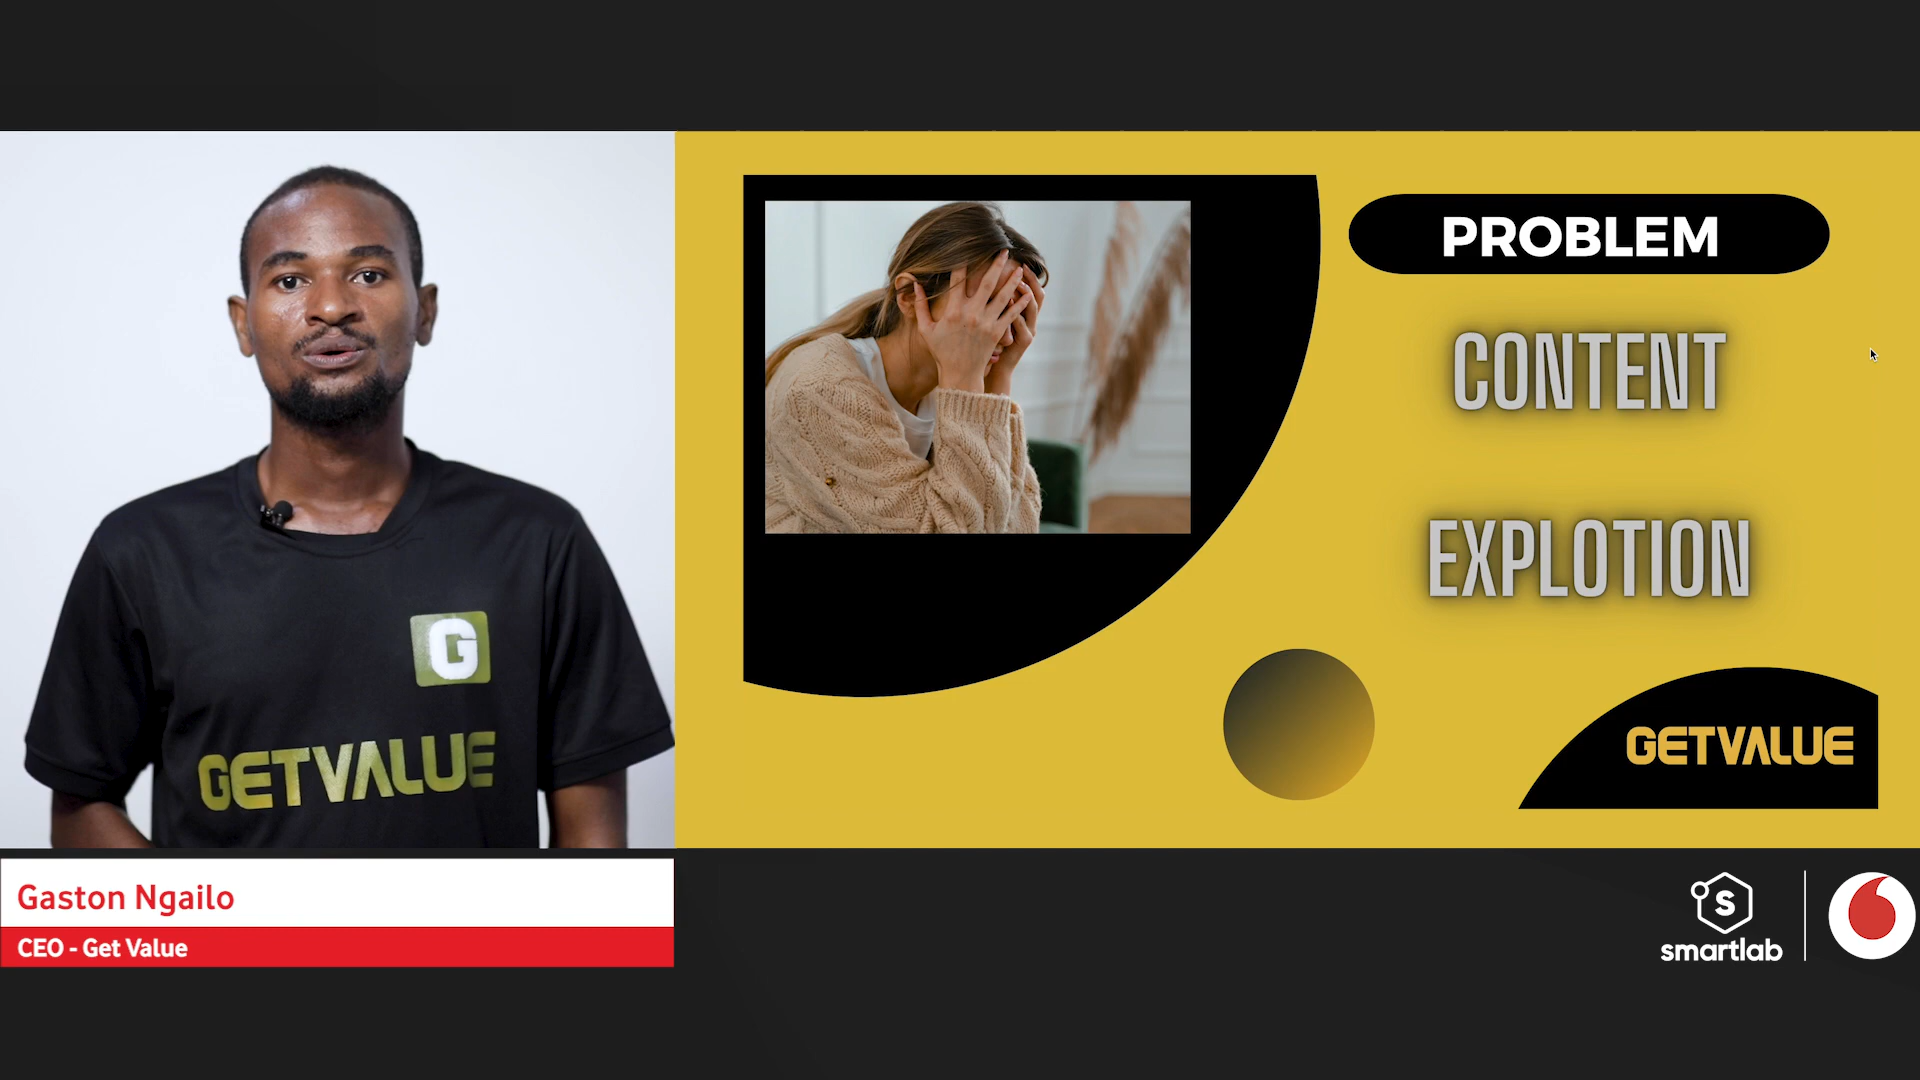 G
GETVALUE
Gaston Ngailo
CEO - Get Value
PROBLEM
CONTENT
EXPLOTION
GETVALUE
S
smartlab